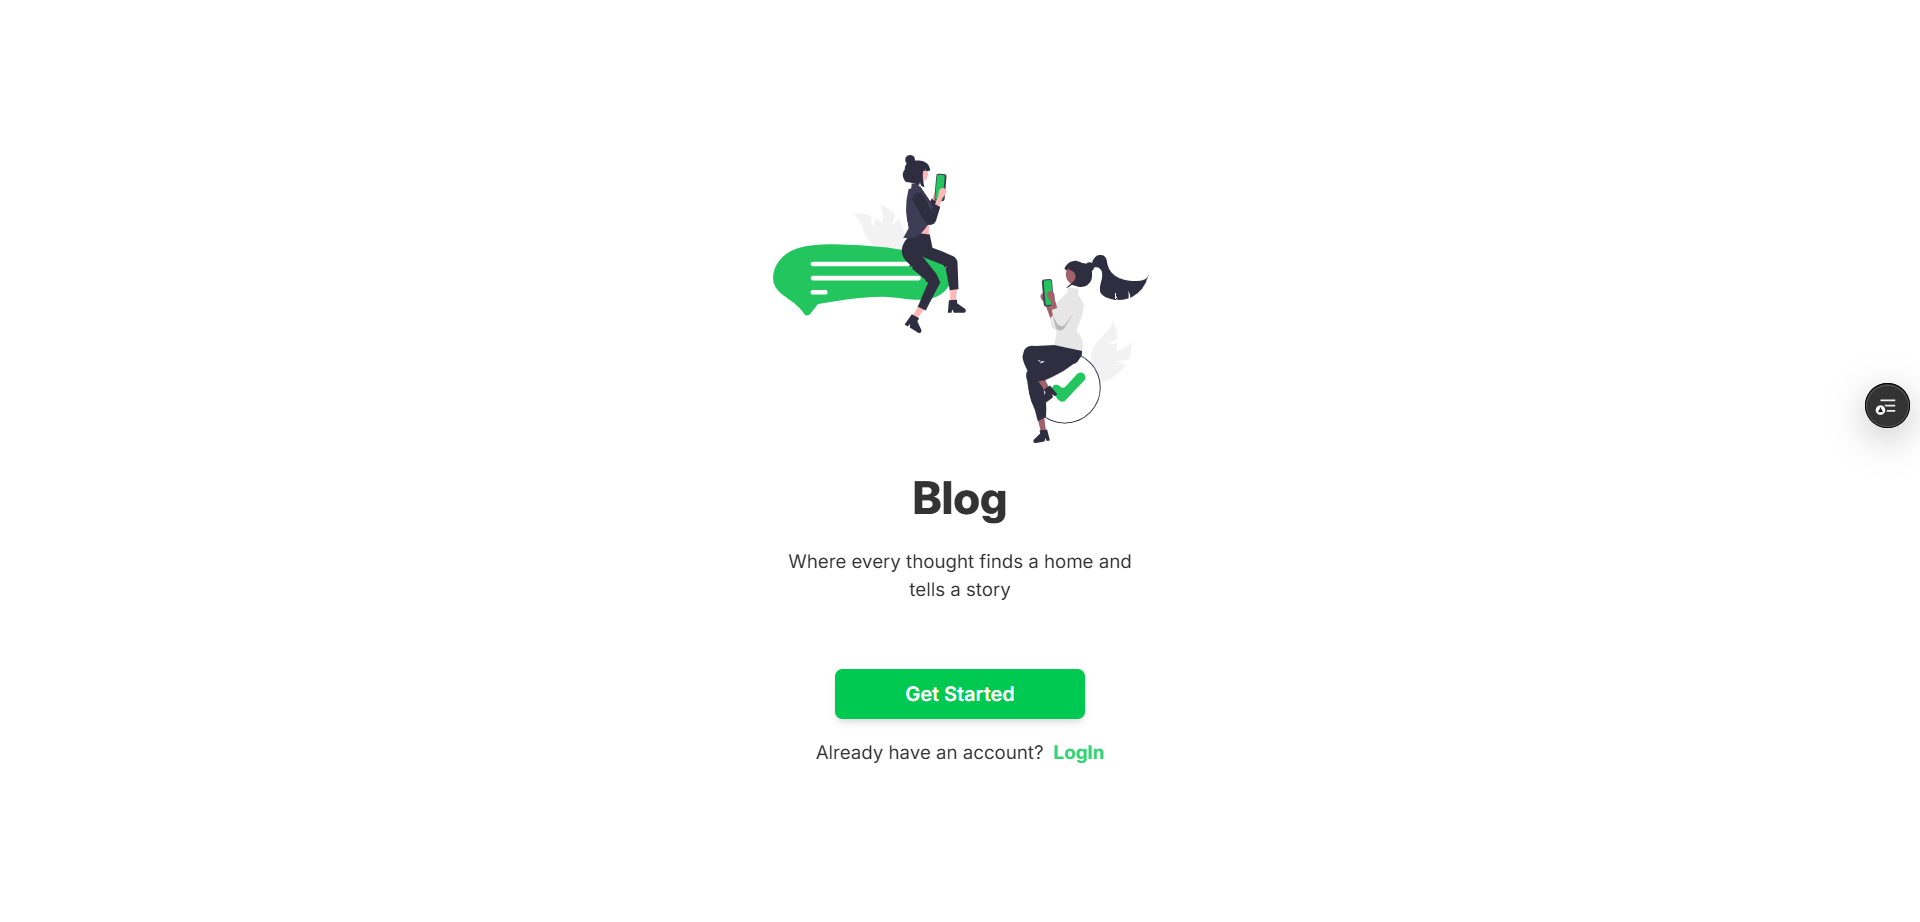 Blog
Where every thought finds a home and
tells a story
Get Started
Already have an account? LogIn